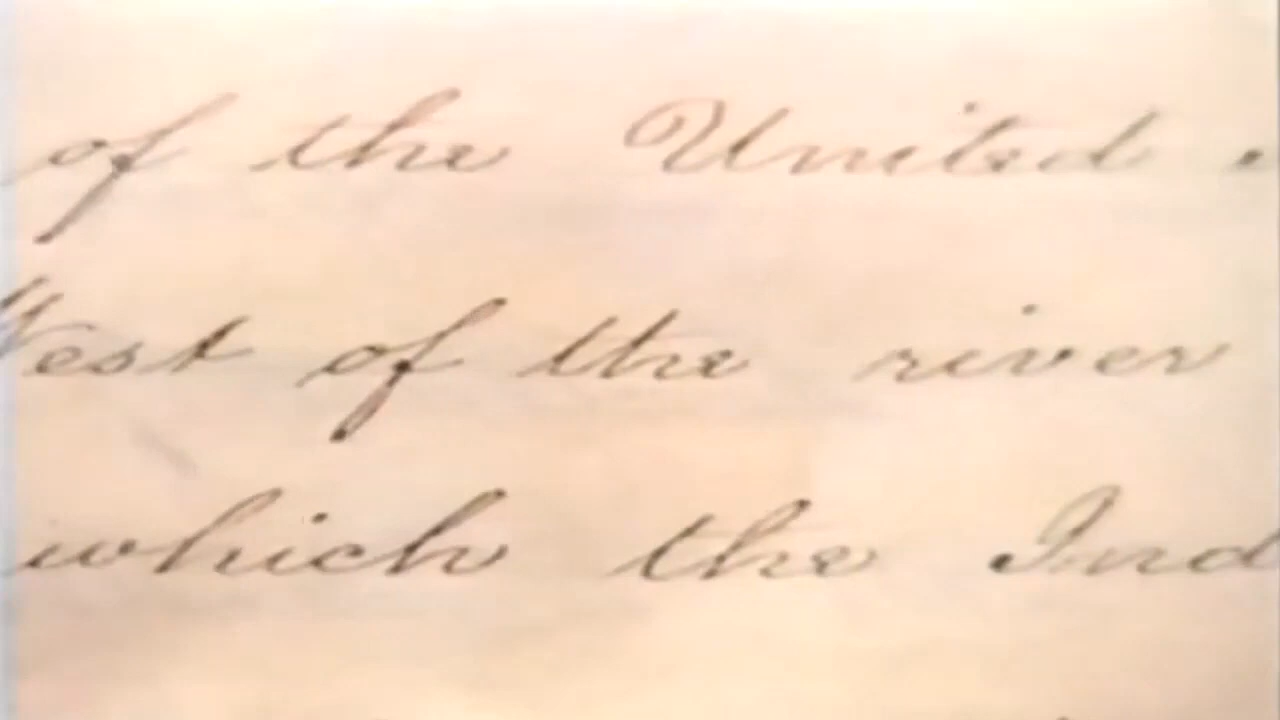 of the United
West of the river
which the Ind